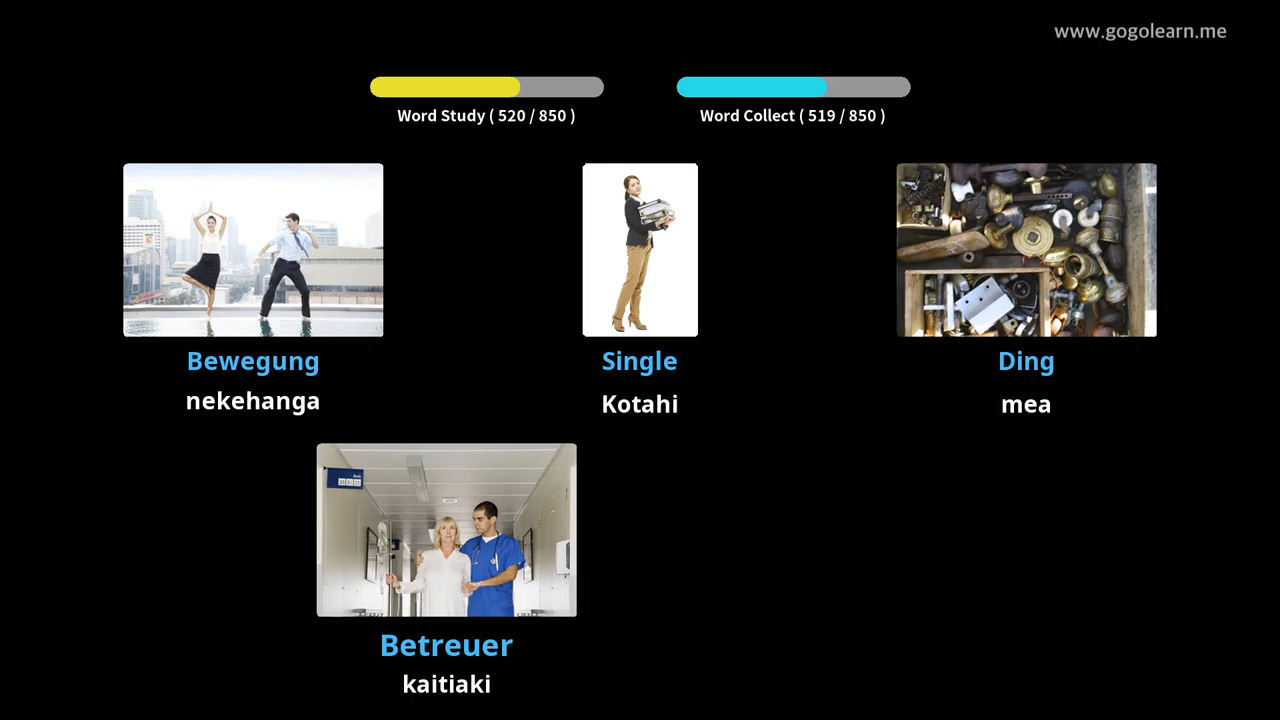 www.gogolearn.me
Word Study ( 520 / 850 )
Word Collect ( 519 / 850 )
Bewegung
Single
Ding
nekehanga
Kotahi
mea
Betreuer
kaitiaki